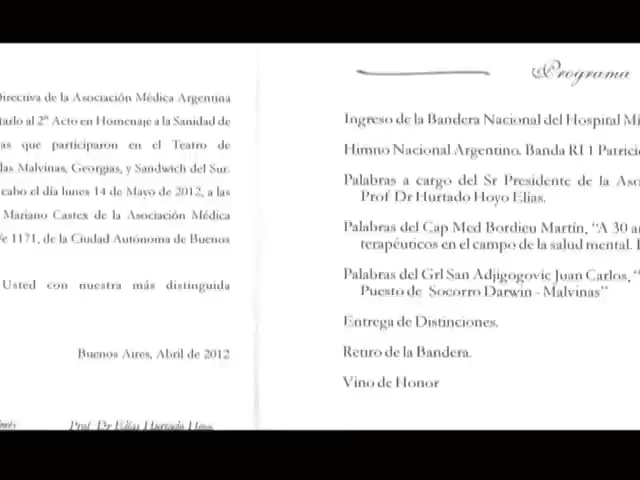 Directiva de la Asociación Médica Argentina
tarlo al 2º Acto en Homenaje a la Sanidad de
as que participaron en el Teatro de
las Malvinas, Georgias, y Sandwich del Sur.
cabo el día lunes 14 de Mayo de 2012, a las
Mariano Castex de la Asociación Médica
Fe 1171, de la Ciudad Autónoma de Buenos
Usted con nuestra más distinguida
Buenos Aires, Abril de 2012
Prof. Dr Elías Hurtado Hoyo
Programa
Ingreso de la Bandera Nacional del Hospital Mi
Himno Nacional Argentino. Banda RI 1 Patricio
Palabras a cargo del Sr Presidente de la Aso
Prof Dr Hurtado Hoyo Elías.
Palabras del Cap Med Bordieu Martín, "A 30 a
terapéuticos en el campo de la salud mental.
Palabras del Grl San Adjigogovic Juan Carlos, "
Puesto de Socorro Darwin - Malvinas"
Entrega de Distinciones.
Retiro de la Bandera.
Vino de Honor